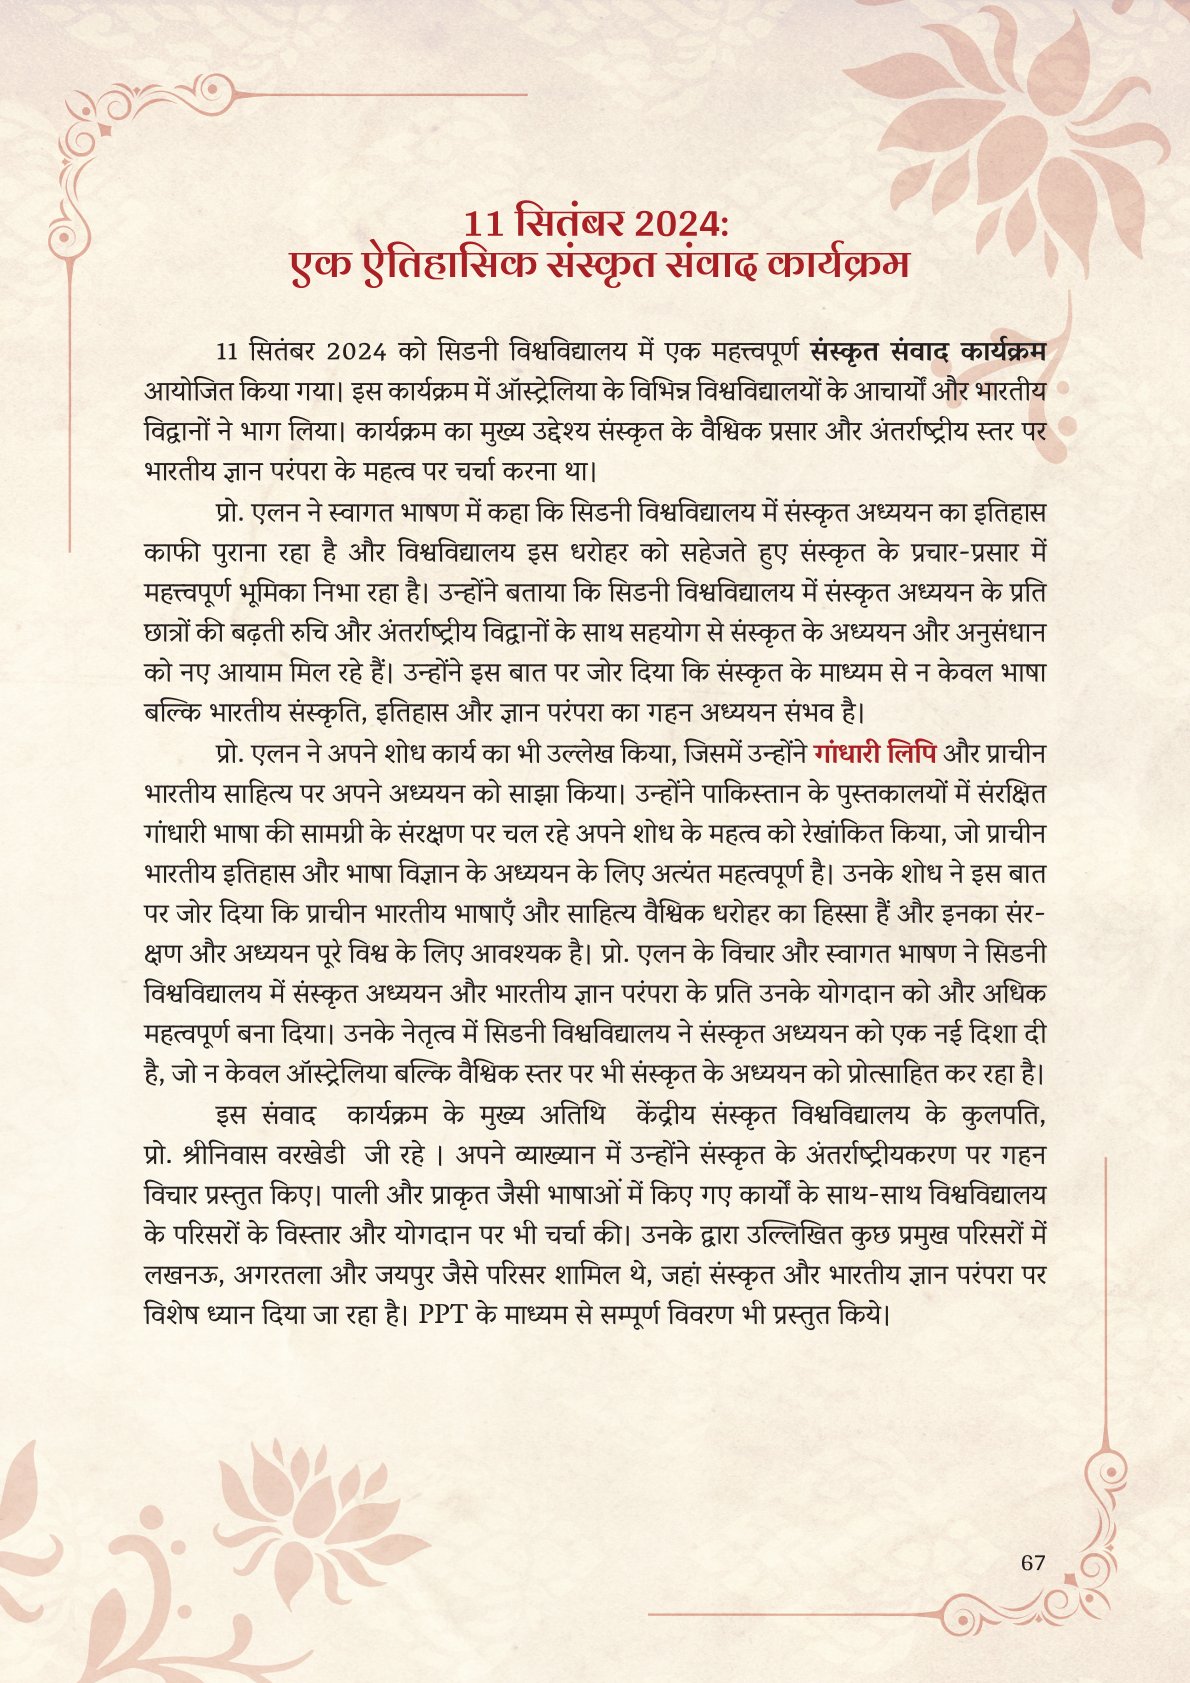 11 सितंबर 2024:
एक ऐतिहासिक संस्कृत संवाद कार्यक्रम
11 सितंबर 2024 को सिडनी विश्वविद्यालय में एक महत्त्वपूर्ण संस्कृत संवाद कार्यक्रम
आयोजित किया गया। इस कार्यक्रम में ऑस्ट्रेलिया के विभिन्न विश्वविद्यालयों के आचार्यों और भारतीय
विद्वानों ने भाग लिया। कार्यक्रम का मुख्य उद्देश्य संस्कृत के वैश्विक प्रसार और अंतर्राष्ट्रीय स्तर पर
भारतीय ज्ञान परंपरा के महत्व पर चर्चा करना था।
प्रो. एलन ने स्वागत भाषण में कहा कि सिडनी विश्वविद्यालय में संस्कृत अध्ययन का इतिहास
काफी पुराना रहा है और विश्वविद्यालय इस धरोहर को सहेजते हुए संस्कृत के प्रचार-प्रसार में
महत्त्वपूर्ण भूमिका निभा रहा है। उन्होंने बताया कि सिडनी विश्वविद्यालय में संस्कृत अध्ययन के प्रति
छात्रों की बढ़ती रुचि और अंतर्राष्ट्रीय विद्वानों के साथ सहयोग से संस्कृत के अध्ययन और अनुसंधान
को नए आयाम मिल रहे हैं। उन्होंने इस बात पर जोर दिया कि संस्कृत के माध्यम से न केवल भाषा
बल्कि भारतीय संस्कृति, इतिहास और ज्ञान परंपरा का गहन अध्ययन संभव है।
प्रो. एलन ने अपने शोध कार्य का भी उल्लेख किया, जिसमें उन्होंने गांधारी लिपि और प्राचीन
भारतीय साहित्य पर अपने अध्ययन को साझा किया। उन्होंने पाकिस्तान के पुस्तकालयों में संरक्षित
गांधारी भाषा की सामग्री के संरक्षण पर चल रहे अपने शोध के महत्व को रेखांकित किया, जो प्राचीन
भारतीय इतिहास और भाषा विज्ञान के अध्ययन के लिए अत्यंत महत्वपूर्ण है। उनके शोध ने इस बात
पर जोर दिया कि प्राचीन भारतीय भाषाएँ और साहित्य वैश्विक धरोहर का हिस्सा हैं और इनका संर-
क्षण और अध्ययन पूरे विश्व के लिए आवश्यक है। प्रो. एलन के विचार और स्वागत भाषण ने सिडनी
विश्वविद्यालय में संस्कृत अध्ययन और भारतीय ज्ञान परंपरा के प्रति उनके योगदान को और अधिक
महत्वपूर्ण बना दिया। उनके नेतृत्व में सिडनी विश्वविद्यालय ने संस्कृत अध्ययन को एक नई दिशा दी
है, जो न केवल ऑस्ट्रेलिया बल्कि वैश्विक स्तर पर भी संस्कृत के अध्ययन को प्रोत्साहित कर रहा है।
इस संवाद कार्यक्रम के मुख्य अतिथि केंद्रीय संस्कृत विश्वविद्यालय के कुलपति,
प्रो. श्रीनिवास वरखेडी जी रहे । अपने व्याख्यान में उन्होंने संस्कृत के अंतर्राष्ट्रीयकरण पर गहन
विचार प्रस्तुत किए। पाली और प्राकृत जैसी भाषाओं में किए गए कार्यों के साथ-साथ विश्वविद्यालय
के परिसरों के विस्तार और योगदान पर भी चर्चा की। उनके द्वारा उल्लिखित कुछ प्रमुख परिसरों में
लखनऊ, अगरतला और जयपुर जैसे परिसर शामिल थे, जहां संस्कृत और भारतीय ज्ञान परंपरा पर
विशेष ध्यान दिया जा रहा है। PPT के माध्यम से सम्पूर्ण विवरण भी प्रस्तुत किये।
67